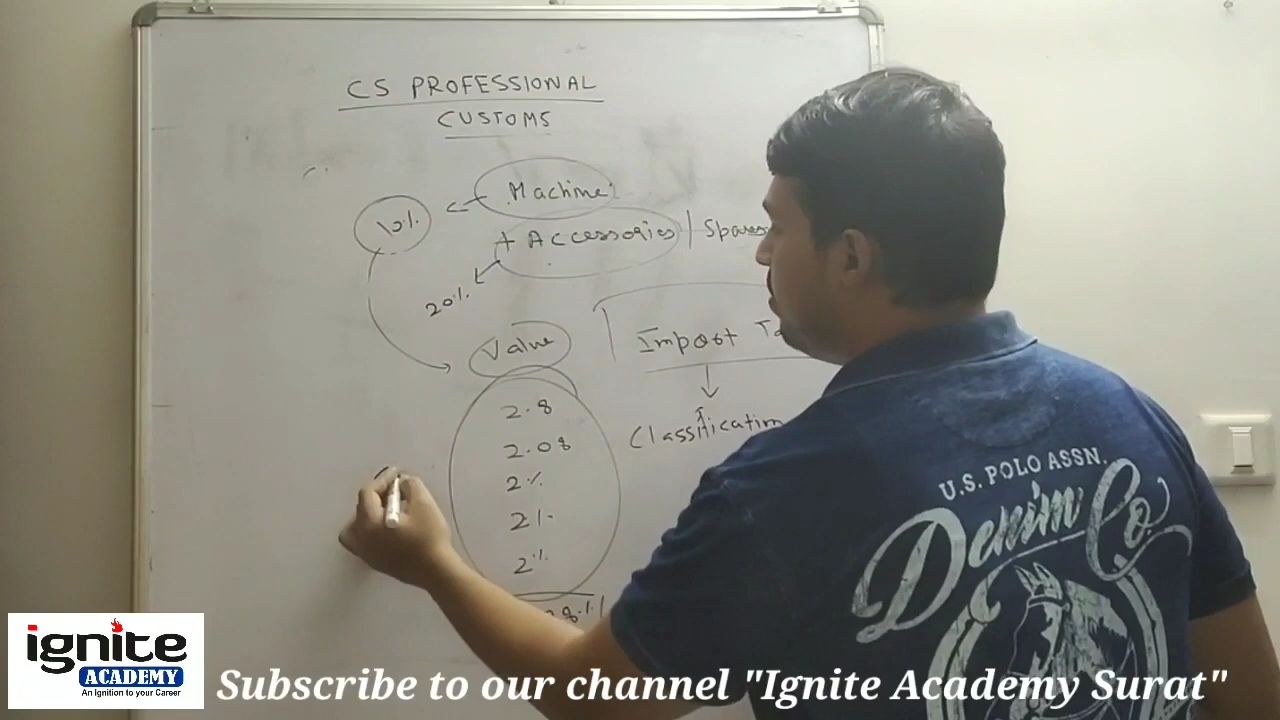 CS PROFESSIONAL
CUSTOMS
Machine
10%
+ Accessories / Spares
20%
Value
Import
2.8
2.08
Classification
2%
2%
2%
U.S. POLO ASSN.
Denim Co.
ignite
ACADEMY
An Ignition to your Career
Subscribe to our channel "Ignite Academy Surat"